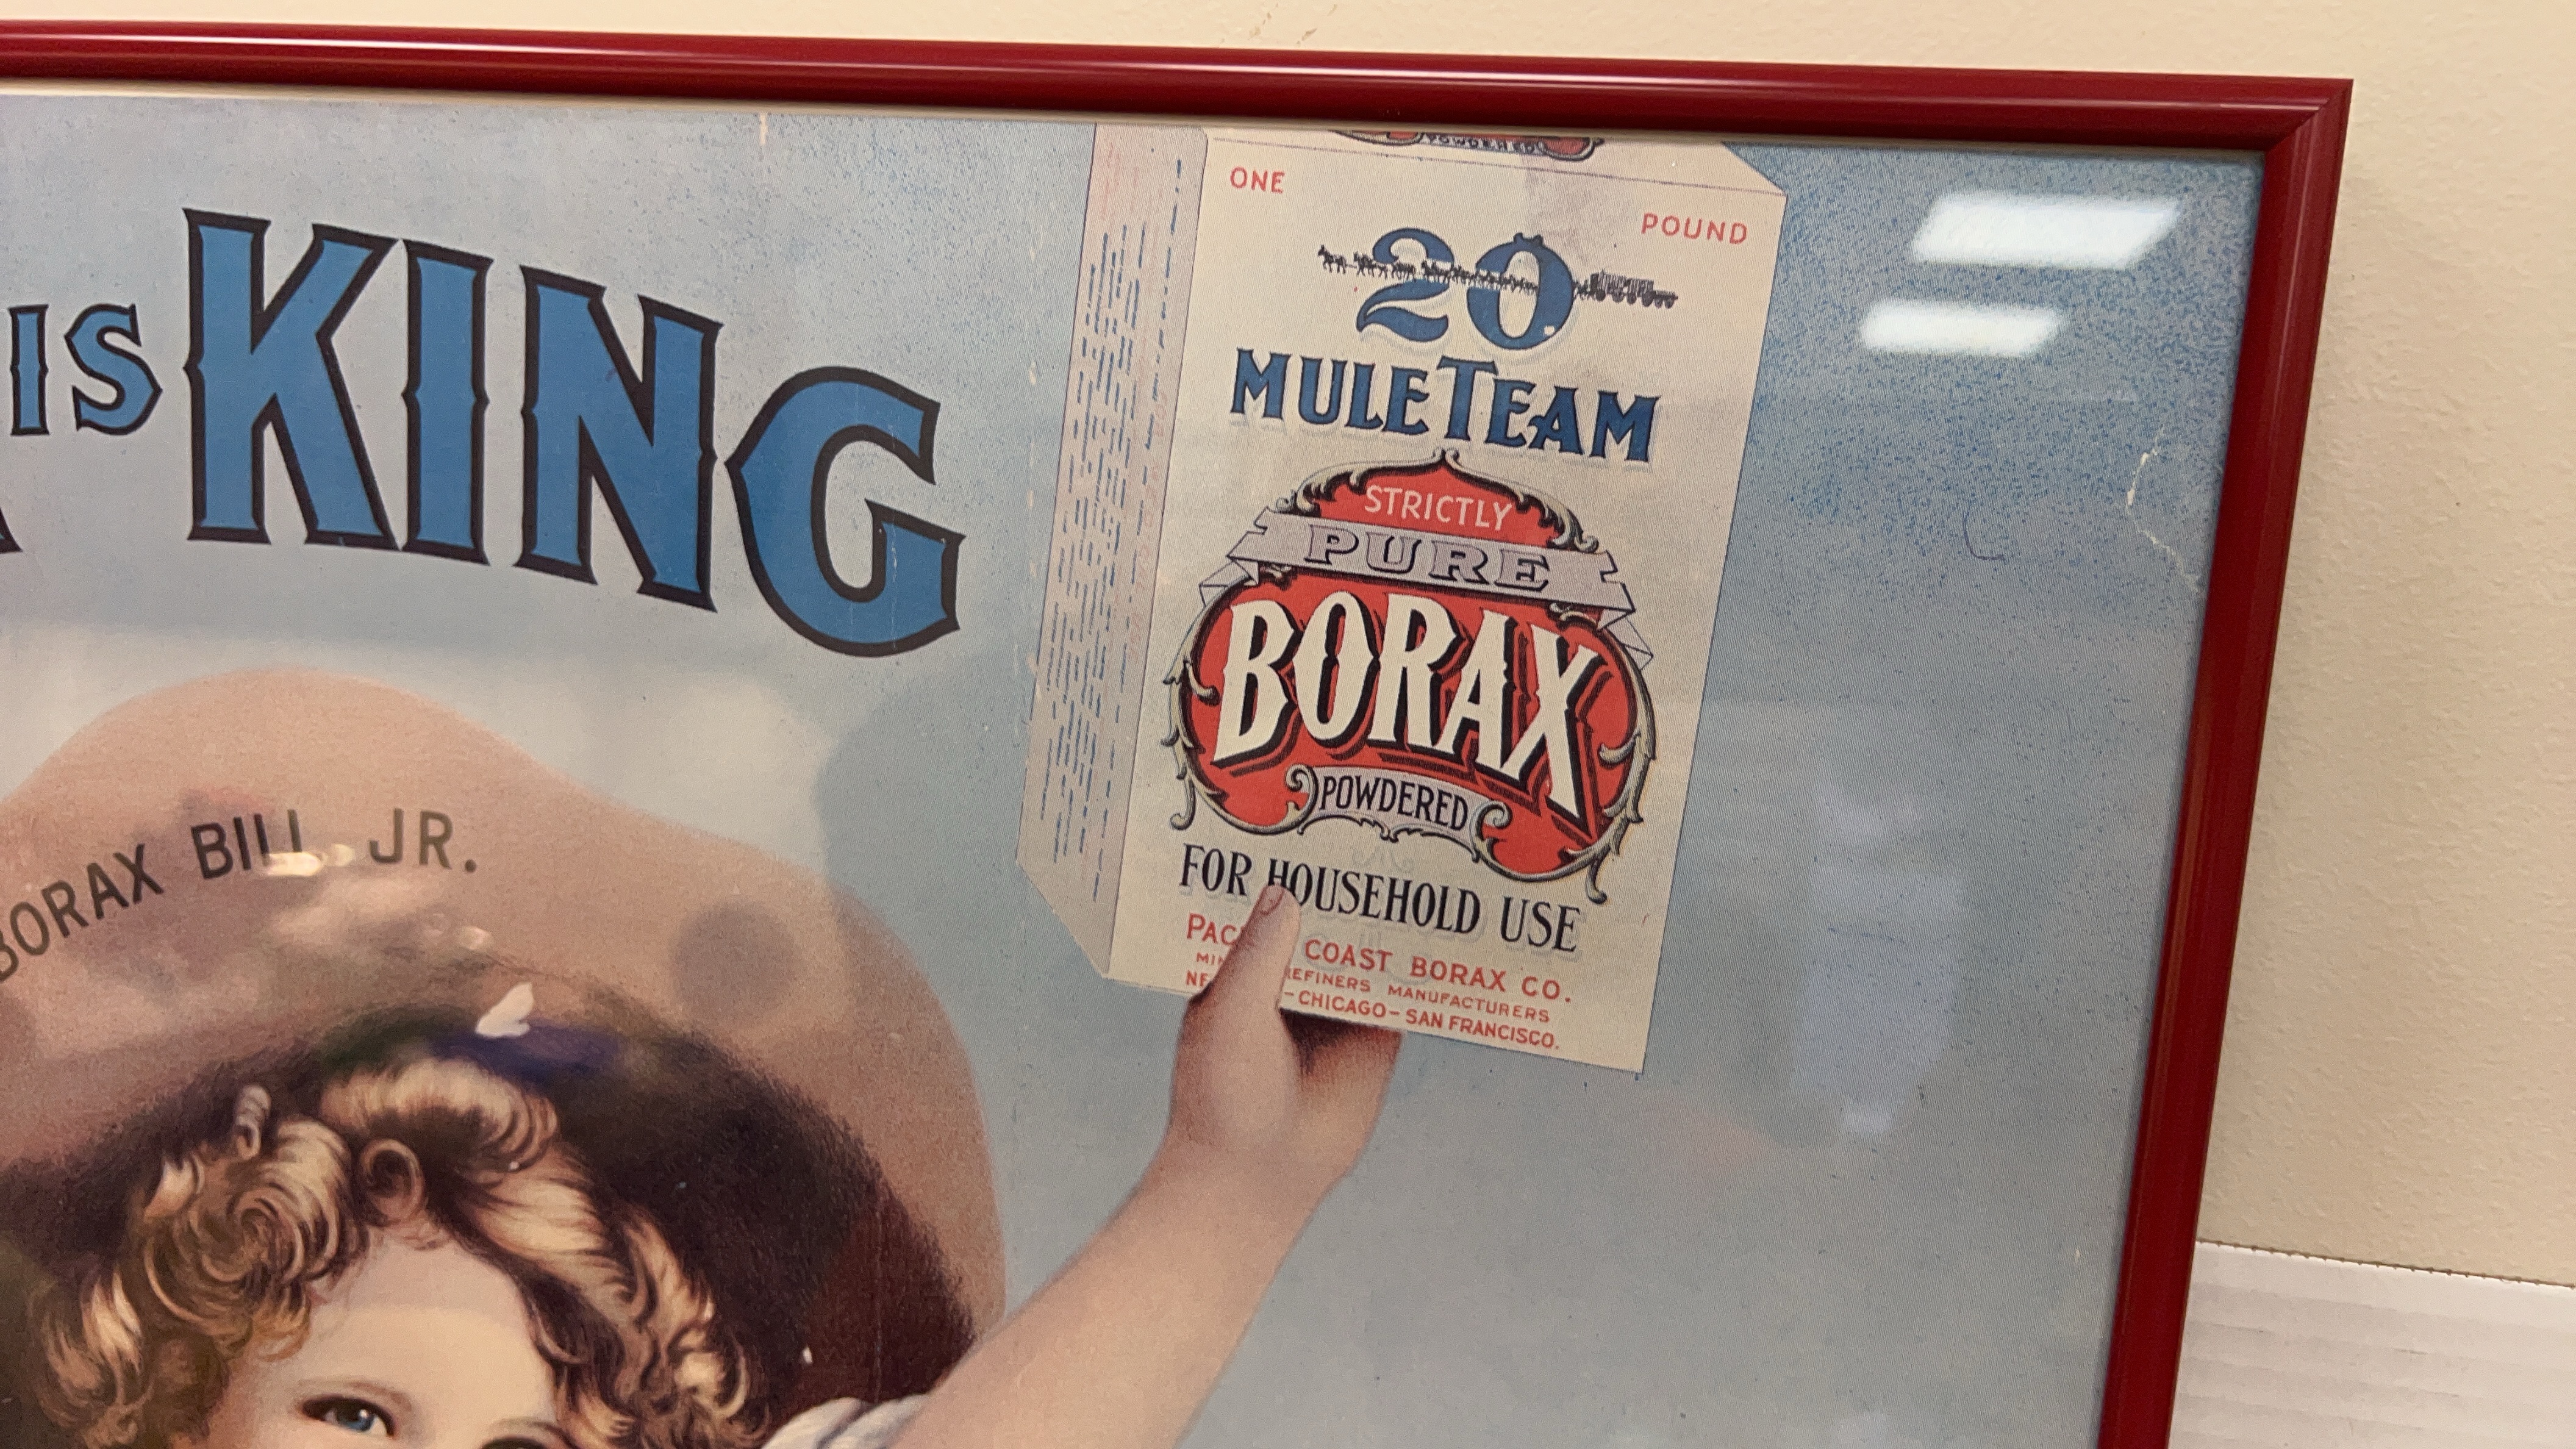 IS KING
BORAX BILL JR.
POWDERED
ONE
POUND
20
MULE TEAM
STRICTLY
PURE
BORAX
POWDERED
FOR HOUSEHOLD USE
COAST BORAX CO.
REFINERS MANUFACTURERS
-CHICAGO-SAN FRANCISCO.